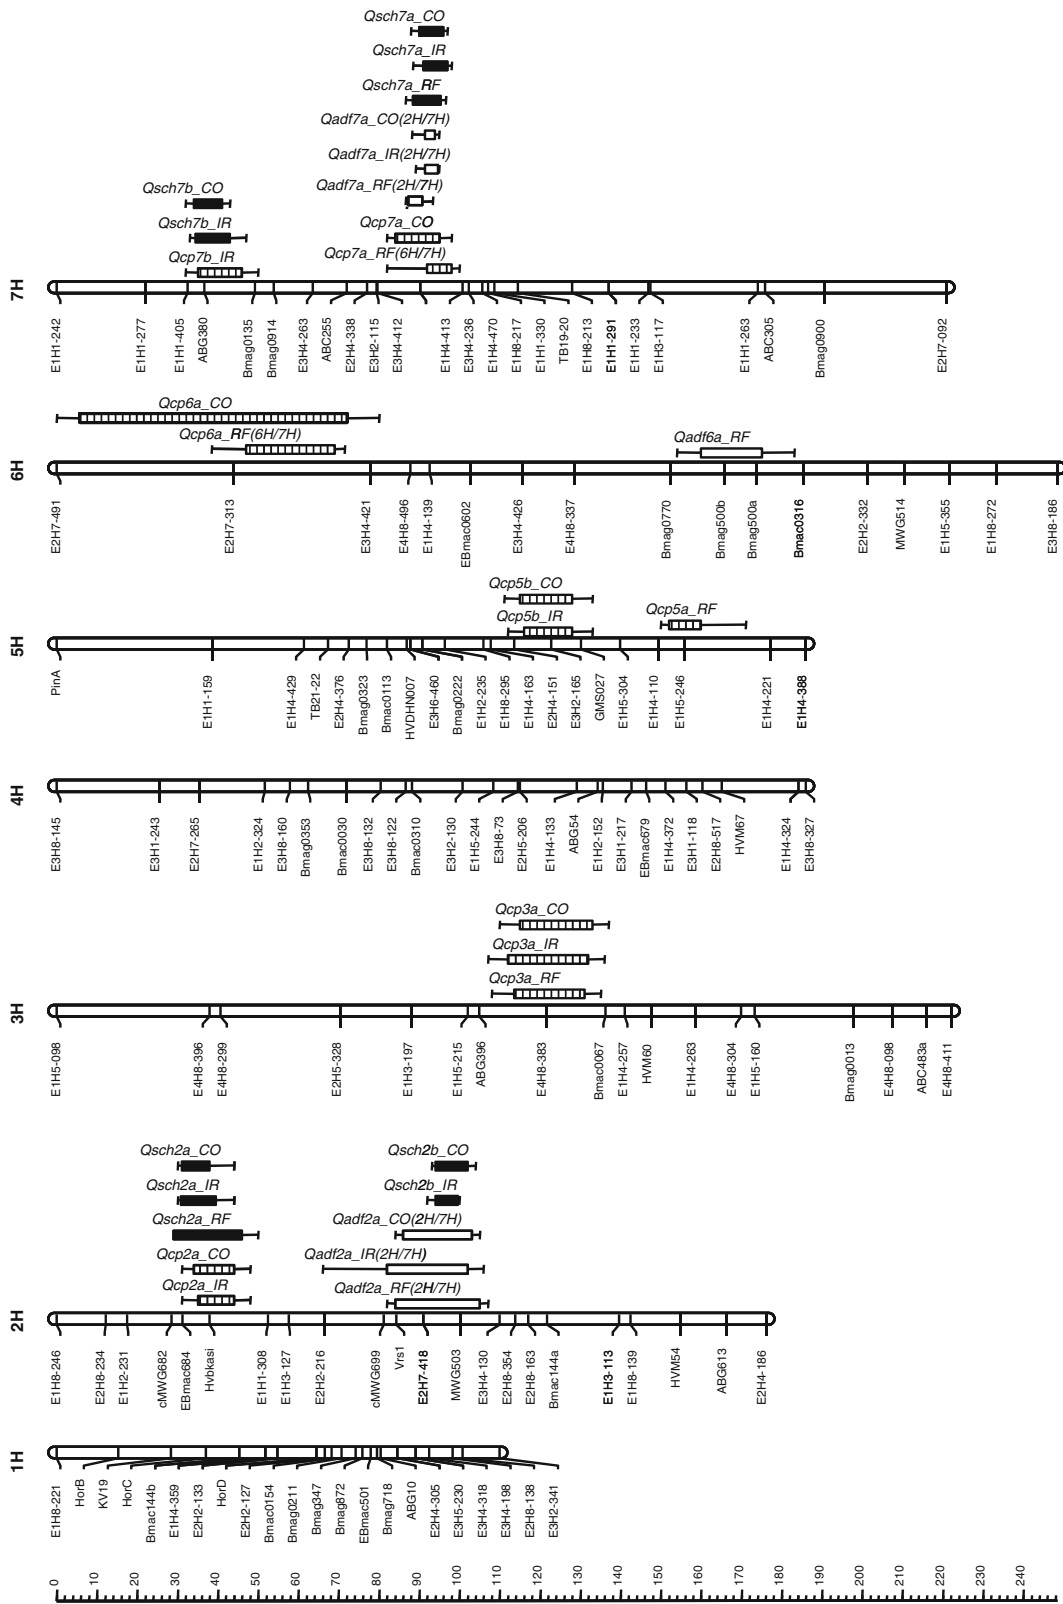 Qsch7a_CO
Qsch7a_IR
Qsch7a_RF
Qadf7a_CO(2H/7H)
Qadf7a_IR(2H/7H)
Qadf7a_RF(2H/7H)
Qcp7a_CO
Qcp7a_RF(6H/7H)
Qsch7b_CO
Qsch7b_IR
Qcp7b_IR
7H
E1H1-242
E1H1-277
E1H1-405
ABG380
Bmag0135
Bmag0914
E3H4-263
ABC255
E2H4-338
E3H2-115
E3H4-412
E1H4-413
E3H4-236
E1H4-470
E1H8-217
E1H1-330
TB19-20
E1H8-213
E1H1-291
E1H1-233
E1H3-117
E1H1-263
ABC305
Bmag0900
E2H7-092
Qcp6a_CO
Qcp6a_RF(6H/7H)
Qadf6a_RF
6H
E2H7-491
E2H7-313
E3H4-421
E4H8-496
E1H4-139
EBmac0602
E3H4-426
E4H8-337
Bmag0770
Bmag500b
Bmag500a
Bmac0316
E2H2-332
MWG514
E1H5-355
E1H8-272
E3H8-186
Qcp5b_CO
Qcp5b_IR
Qcp5a_RF
5H
PinA
E1H1-159
E1H4-429
TB21-22
E2H4-376
Bmag0323
Bmac0113
HVDHN007
E3H6-460
Bmag0222
E1H2-235
E1H8-295
E1H4-163
E2H4-151
E3H2-165
GMS027
E1H5-304
E1H4-110
E1H5-246
E1H4-221
E1H4-388
4H
E3H8-145
E3H1-243
E2H7-265
E1H2-324
E3H8-160
Bmag0353
Bmac0030
E3H8-132
E3H8-122
Bmac0310
E3H2-130
E1H5-244
E3H8-73
E2H5-206
E1H4-133
ABG54
E1H2-152
E3H1-217
EBmac679
E1H4-372
E3H1-118
E2H8-517
HVM67
E1H4-324
E3H8-327
Qcp3a_CO
Qcp3a_IR
Qcp3a_RF
3H
E1H5-098
E4H8-396
E4H8-299
E2H5-328
E1H3-197
E1H5-215
ABG396
E4H8-383
Bmac0067
E1H4-257
HVM60
E1H4-263
E4H8-304
E1H5-160
Bmag0013
E4H8-098
ABC483a
E4H8-411
Qsch2a_CO
Qsch2a_IR
Qsch2a_RF
Qcp2a_CO
Qcp2a_IR
Qsch2b_CO
Qsch2b_IR
Qadf2a_CO(2H/7H)
Qadf2a_IR(2H/7H)
Qadf2a_RF(2H/7H)
2H
E1H8-246
E2H8-234
E1H2-231
cMWG682
EBmac684
Hvbkasi
E1H1-308
E1H3-127
E2H2-216
cMWG699
Vrs1
E2H7-418
MWG503
E3H4-130
E2H8-354
E2H8-163
Bmac144a
E1H3-113
E1H8-139
HVM54
ABG613
E2H4-186
1H
E1H8-221
HorB
KV19
HorC
Bmac144b
E1H4-359
E2H2-133
HorD
E2H2-127
Bmac0154
Bmag0211
Bmag347
Bmag872
EBmac501
Bmag718
ABG10
E2H4-305
E3H5-230
E3H4-318
E3H4-198
E2H8-138
E3H2-341
0
10
20
30
40
50
60
70
80
90
100
110
120
130
140
150
160
170
180
190
200
210
220
230
240